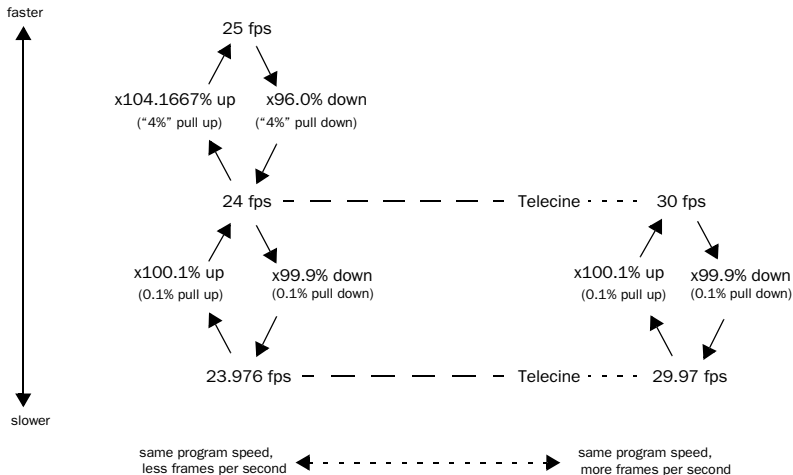 faster
25 fps
x104.1667% up
(“4%” pull up)
x96.0% down
(“4%” pull down)
24 fps
Telecine
30 fps
x100.1% up
(0.1% pull up)
x99.9% down
(0.1% pull down)
x100.1% up
(0.1% pull up)
x99.9% down
(0.1% pull down)
23.976 fps
Telecine
29.97 fps
slower
same program speed,
less frames per second
same program speed,
more frames per second